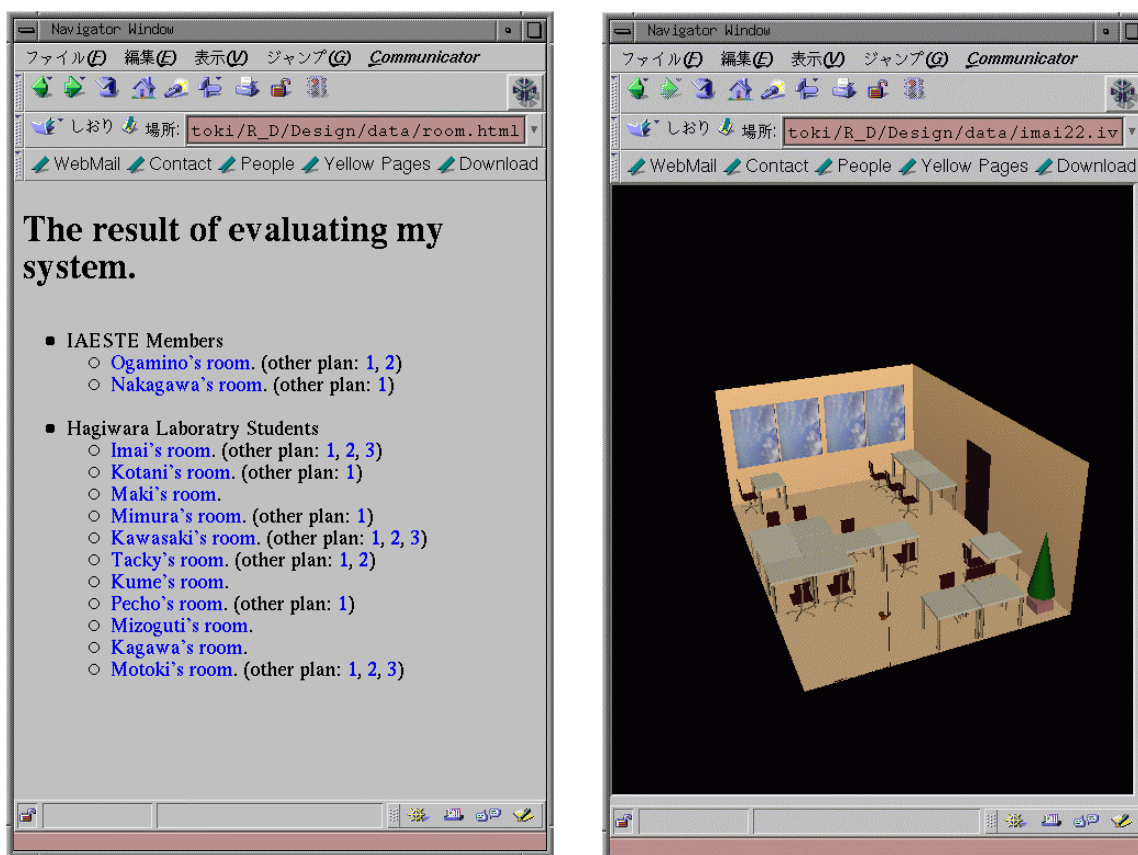 Navigator Window
ファイル(F) 編集(E) 表示(V) ジャンプ(G) Communicator
しおり 場所: toki/R_D/Design/data/room.html
WebMail Contact People Yellow Pages Download
The result of evaluating my
system.
IAESTE Members
Ogamino's room. (other plan: 1, 2)
Nakagawa's room. (other plan: 1)
Hagiwara Laboratry Students
Imai's room. (other plan: 1, 2, 3)
Kotani's room. (other plan: 1)
Maki's room.
Mimura's room. (other plan: 1)
Kawasaki's room. (other plan: 1, 2, 3)
Tacky's room. (other plan: 1, 2)
Kume's room.
Pecho's room. (other plan: 1)
Mizoguti's room.
Kagawa's room.
Motoki's room. (other plan: 1, 2, 3)
Navigator Window
ファイル(F) 編集(E) 表示(V) ジャンプ(G) Communicator
しおり 場所: toki/R_D/Design/data/imai22.iv
WebMail Contact People Yellow Pages Download